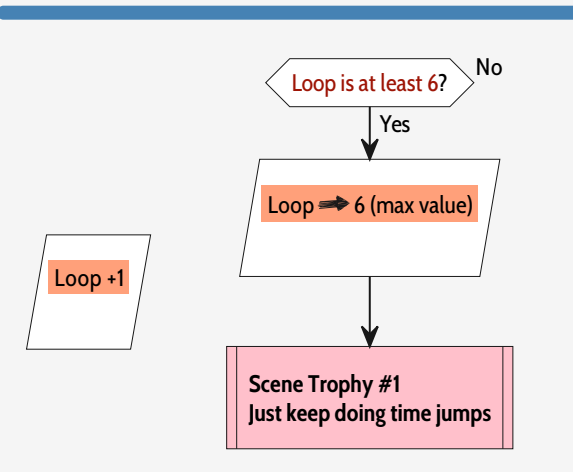 No
Loop is at least 6?
Yes
Loop ➡ 6 (max value)
Loop +1
Scene Trophy #1
Just keep doing time jumps